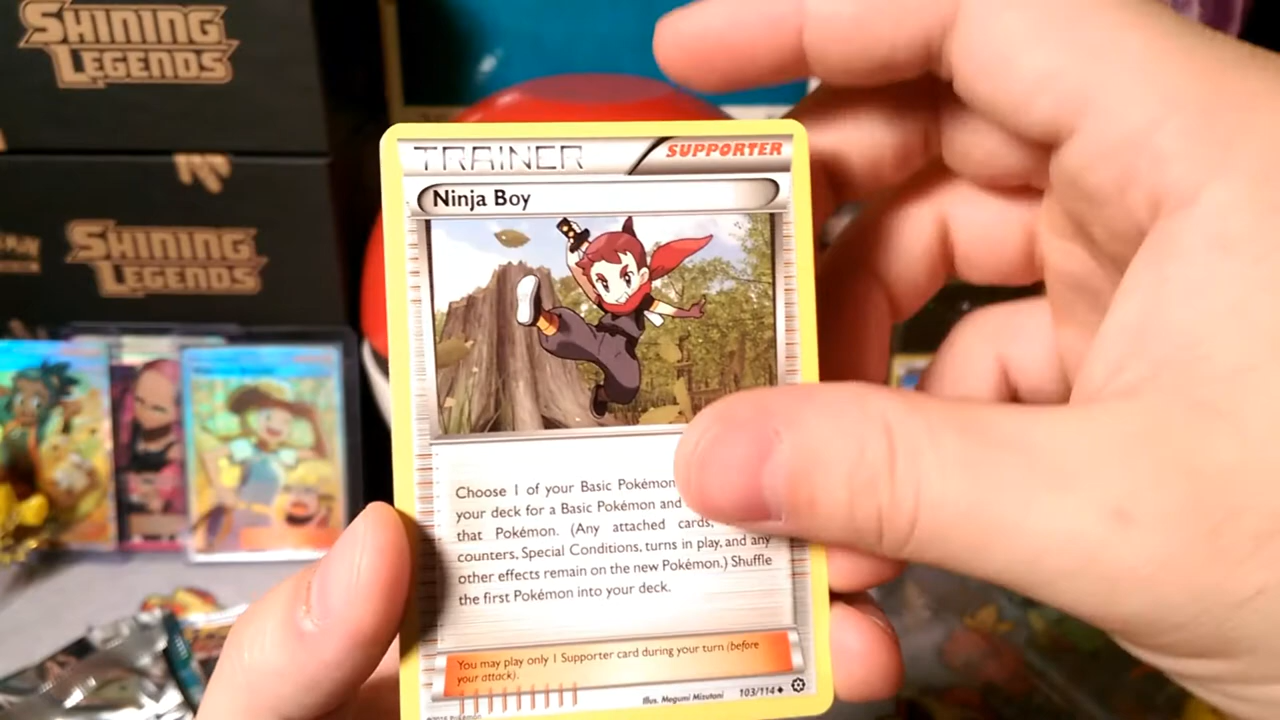 SHINING
LEGENDS
SHINING
LEGENDS
TRAINER
SUPPORTER
Ninja Boy
Choose 1 of your Basic Pokémon
your deck for a Basic Pokémon and
that Pokémon. (Any attached cards,
counters, Special Conditions, turns in play, and any
other effects remain on the new Pokémon.) Shuffle
the first Pokémon into your deck.
You may play only 1 Supporter card during your turn (before
your attack).
Illus. Megumi Mizutani
103/114